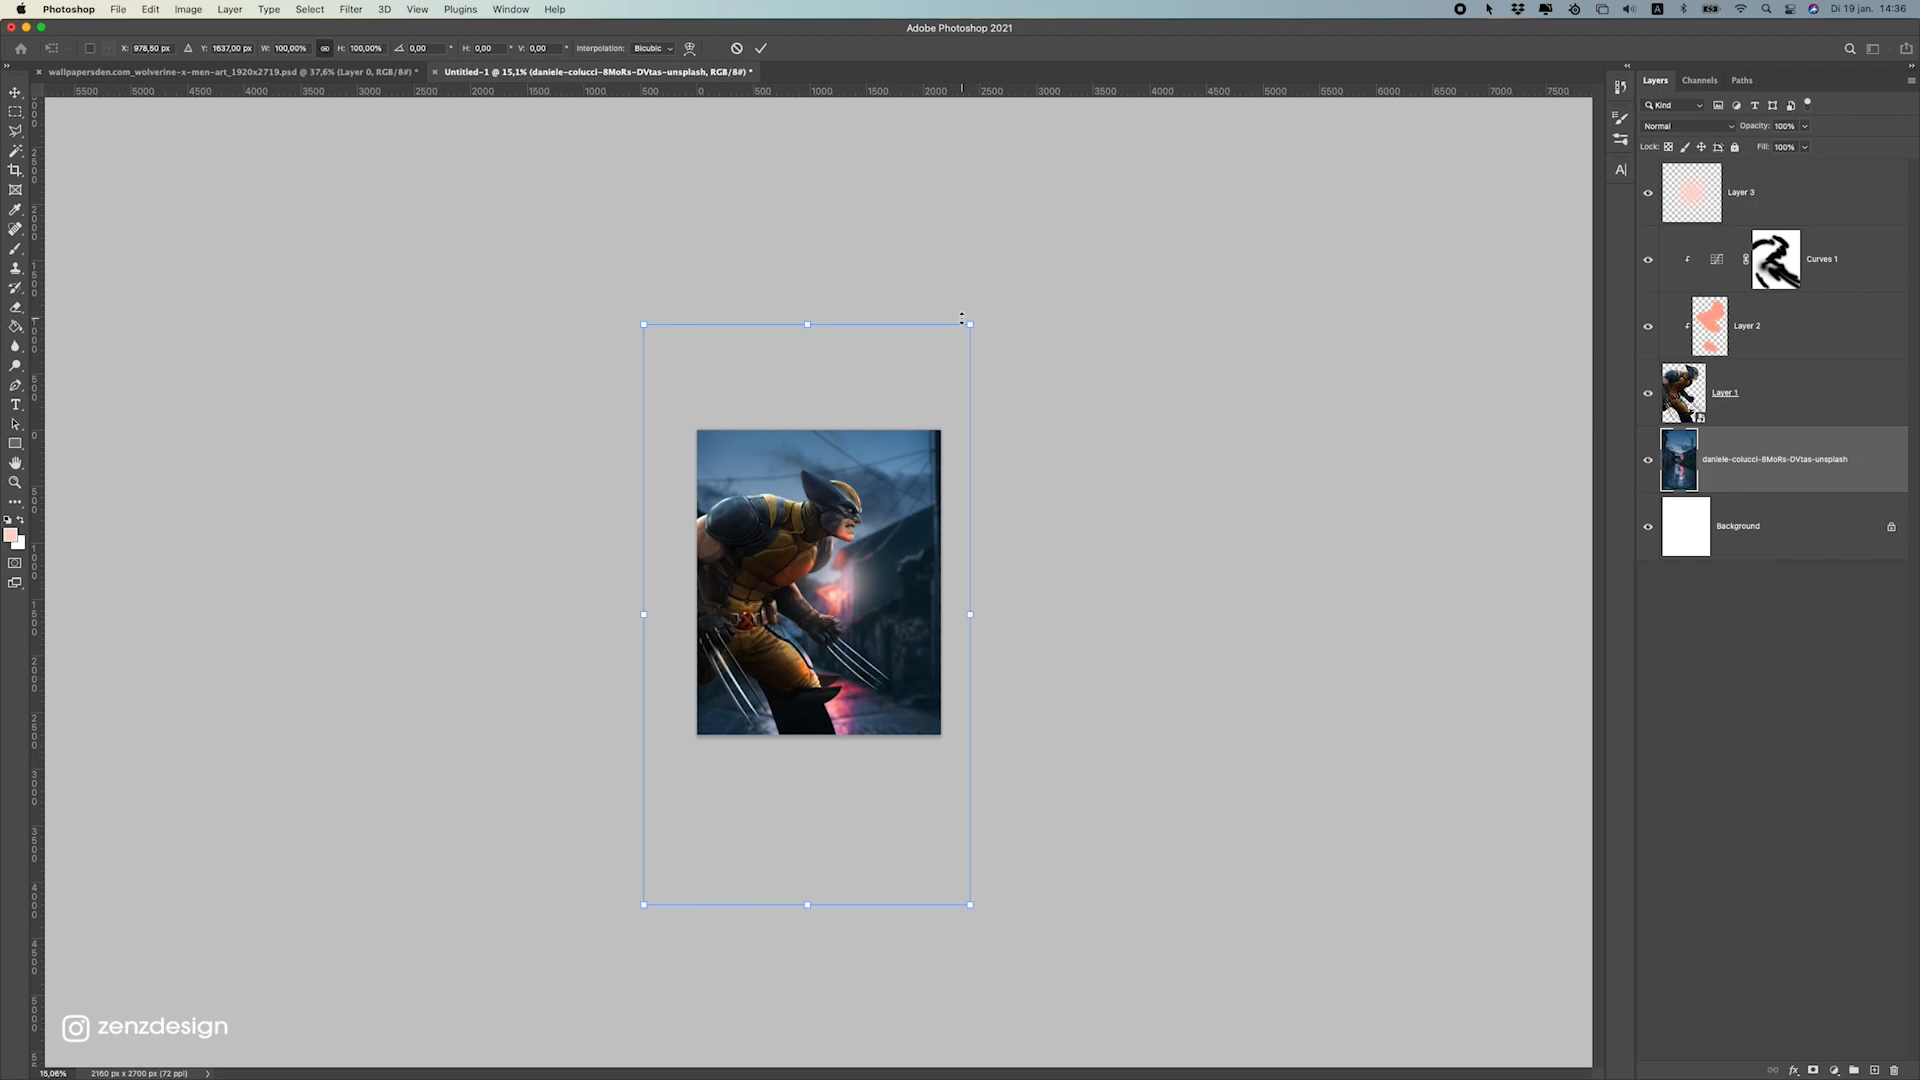 Photoshop File Edit Image Layer Type Select Filter 3D View Plugins Window Help
A Di 19 jan. 14:36
Adobe Photoshop 2021
X: 978,50 px Y: 1637,00 px W: 100,00% H: 100,00% 0,00 ° H: 0,00 ° V: 0,00 ° Interpolation: Bicubic
× wallpapersden.com_wolverine-x-men-art_1920x2719.psd @ 37,6% (Layer 0, RGB/8#) *
× Untitled-1 @ 15,1% (daniele-colucci-8MoRs-DVtas-unsplash, RGB/8#) *
5500 5000 4500 4000 3500 3000 2500 2000 1500 1000 500 0 500 1000 1500 2000 2500 3000 3500 4000 4500 5000 5500 6000 6500 7000 7500
Layers Channels Paths
Kind
Normal Opacity: 100%
Lock: Fill: 100%
Layer 3
Curves 1
Layer 2
Layer 1
daniele-colucci-8MoRs-DVtas-unsplash
Background
A|
T
zenzdesign
15,06% 2160 px x 2700 px (72 ppi)
fx